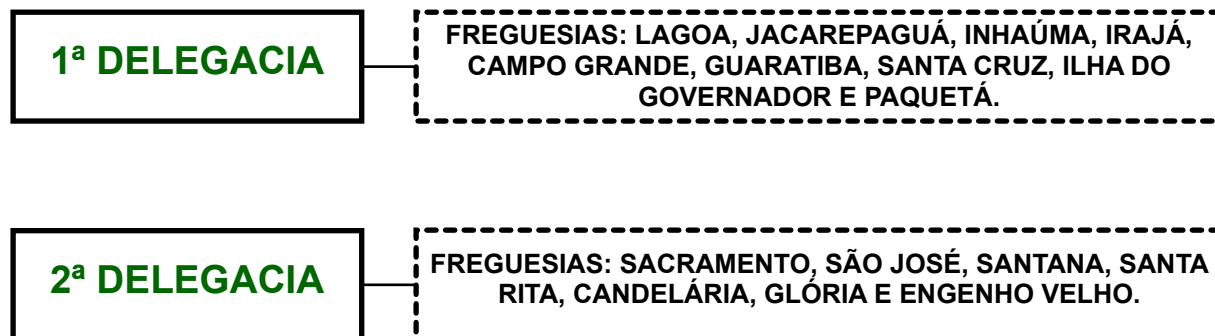 1ª DELEGACIA
FREGUESIAS: LAGOA, JACAREPAGUÁ, INHAÚMA, IRAJÁ,
CAMPO GRANDE, GUARATIBA, SANTA CRUZ, ILHA DO
GOVERNADOR E PAQUETÁ.
2ª DELEGACIA
FREGUESIAS: SACRAMENTO, SÃO JOSÉ, SANTANA, SANTA
RITA, CANDELÁRIA, GLÓRIA E ENGENHO VELHO.